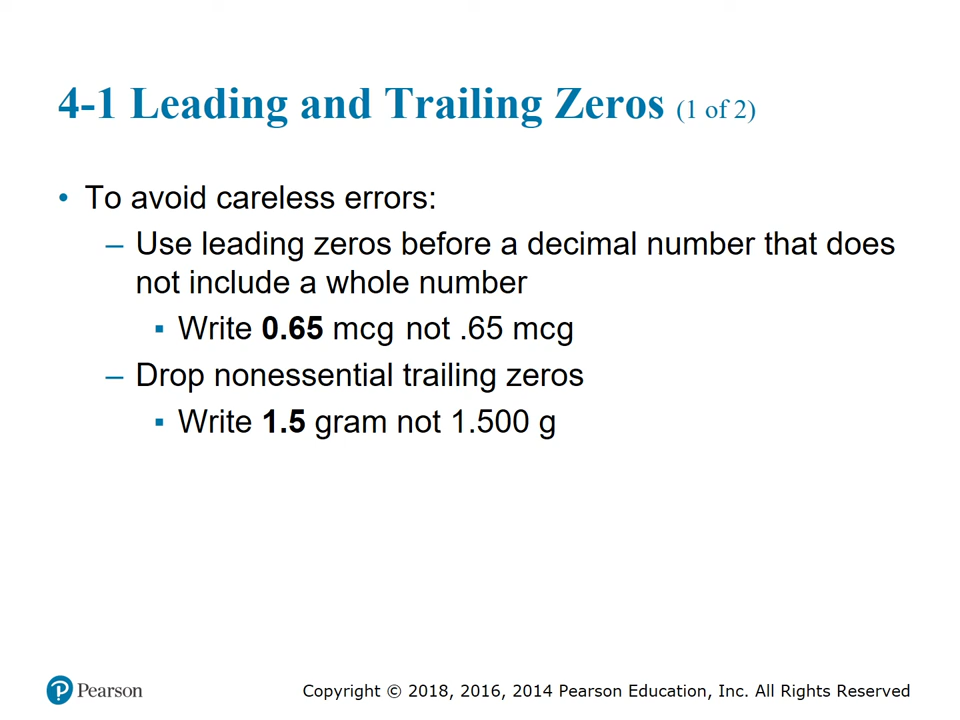 4-1 Leading and Trailing Zeros (1 of 2)
• To avoid careless errors:
– Use leading zeros before a decimal number that does
not include a whole number
▪ Write 0.65 mcg not .65 mcg
– Drop nonessential trailing zeros
▪ Write 1.5 gram not 1.500 g
Pearson
Copyright © 2018, 2016, 2014 Pearson Education, Inc. All Rights Reserved